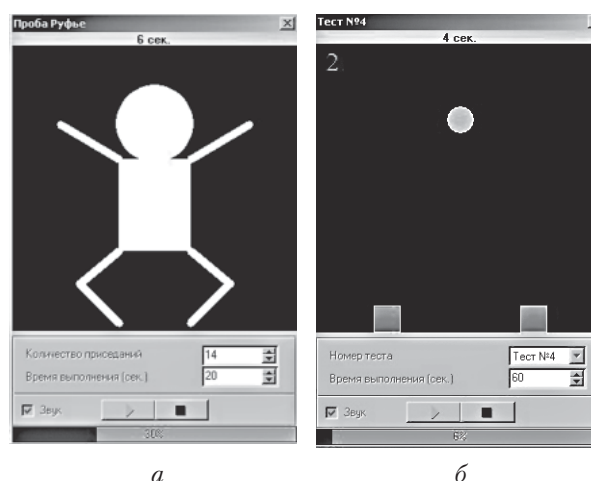 Проба Руфье
6 сек.
Количество приседаний 14
Время выполнения (сек.) 20
Звук
30%
а
Тест №4
4 сек.
2
Номер теста Тест №4
Время выполнения (сек.) 60
Звук
6%
б